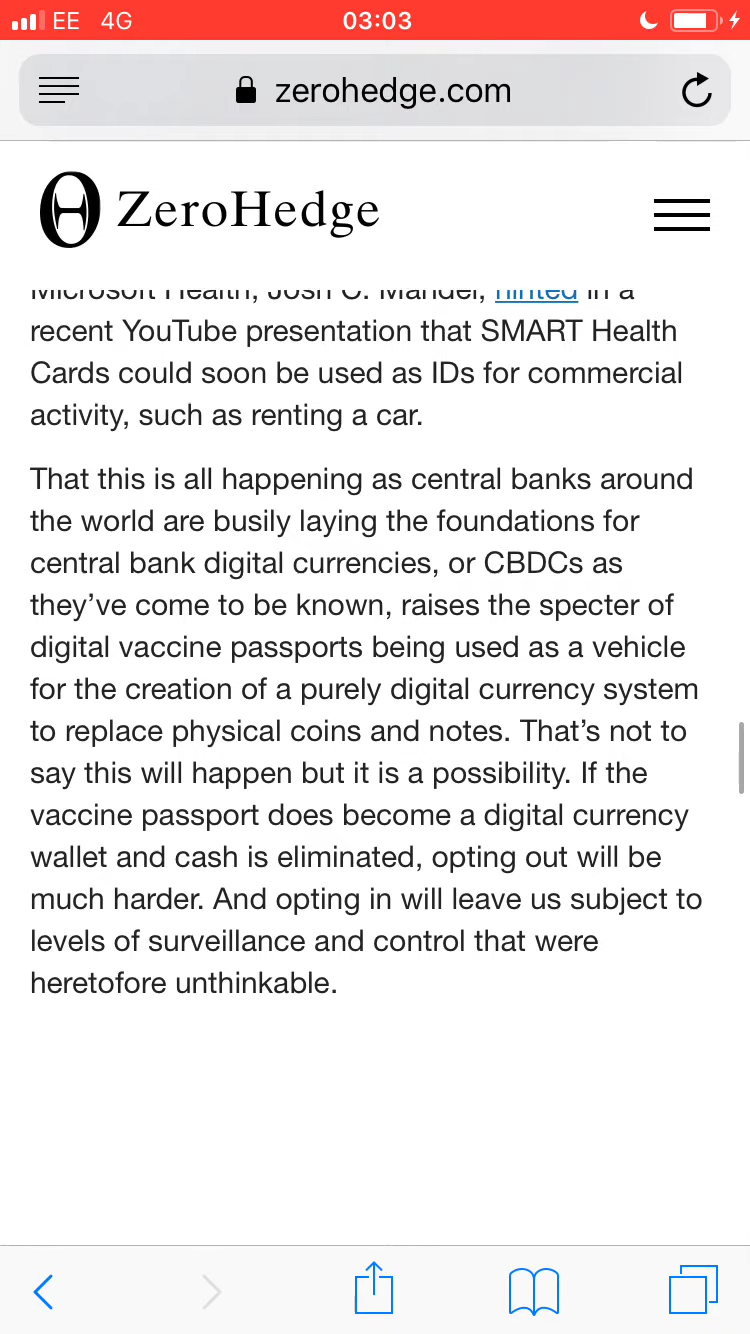 EE 4G 03:03
zerohedge.com
ZeroHedge
Microsoft Health, Josh C. Mandel, hinted in a
recent YouTube presentation that SMART Health
Cards could soon be used as IDs for commercial
activity, such as renting a car.
That this is all happening as central banks around
the world are busily laying the foundations for
central bank digital currencies, or CBDCs as
they’ve come to be known, raises the specter of
digital vaccine passports being used as a vehicle
for the creation of a purely digital currency system
to replace physical coins and notes. That’s not to
say this will happen but it is a possibility. If the
vaccine passport does become a digital currency
wallet and cash is eliminated, opting out will be
much harder. And opting in will leave us subject to
levels of surveillance and control that were
heretofore unthinkable.